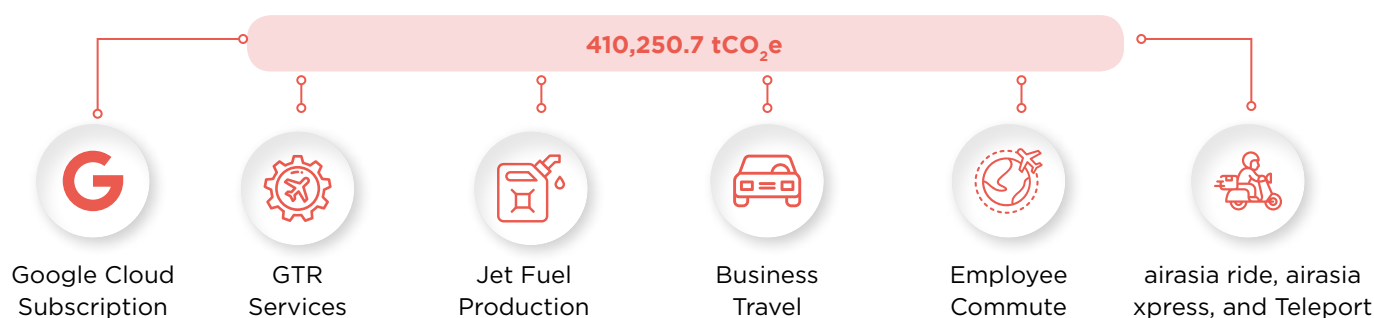 410,250.7 tCO₂e
G
Google Cloud
Subscription
GTR
Services
Jet Fuel
Production
Business
Travel
Employee
Commute
airasia ride, airasia
xpress, and Teleport